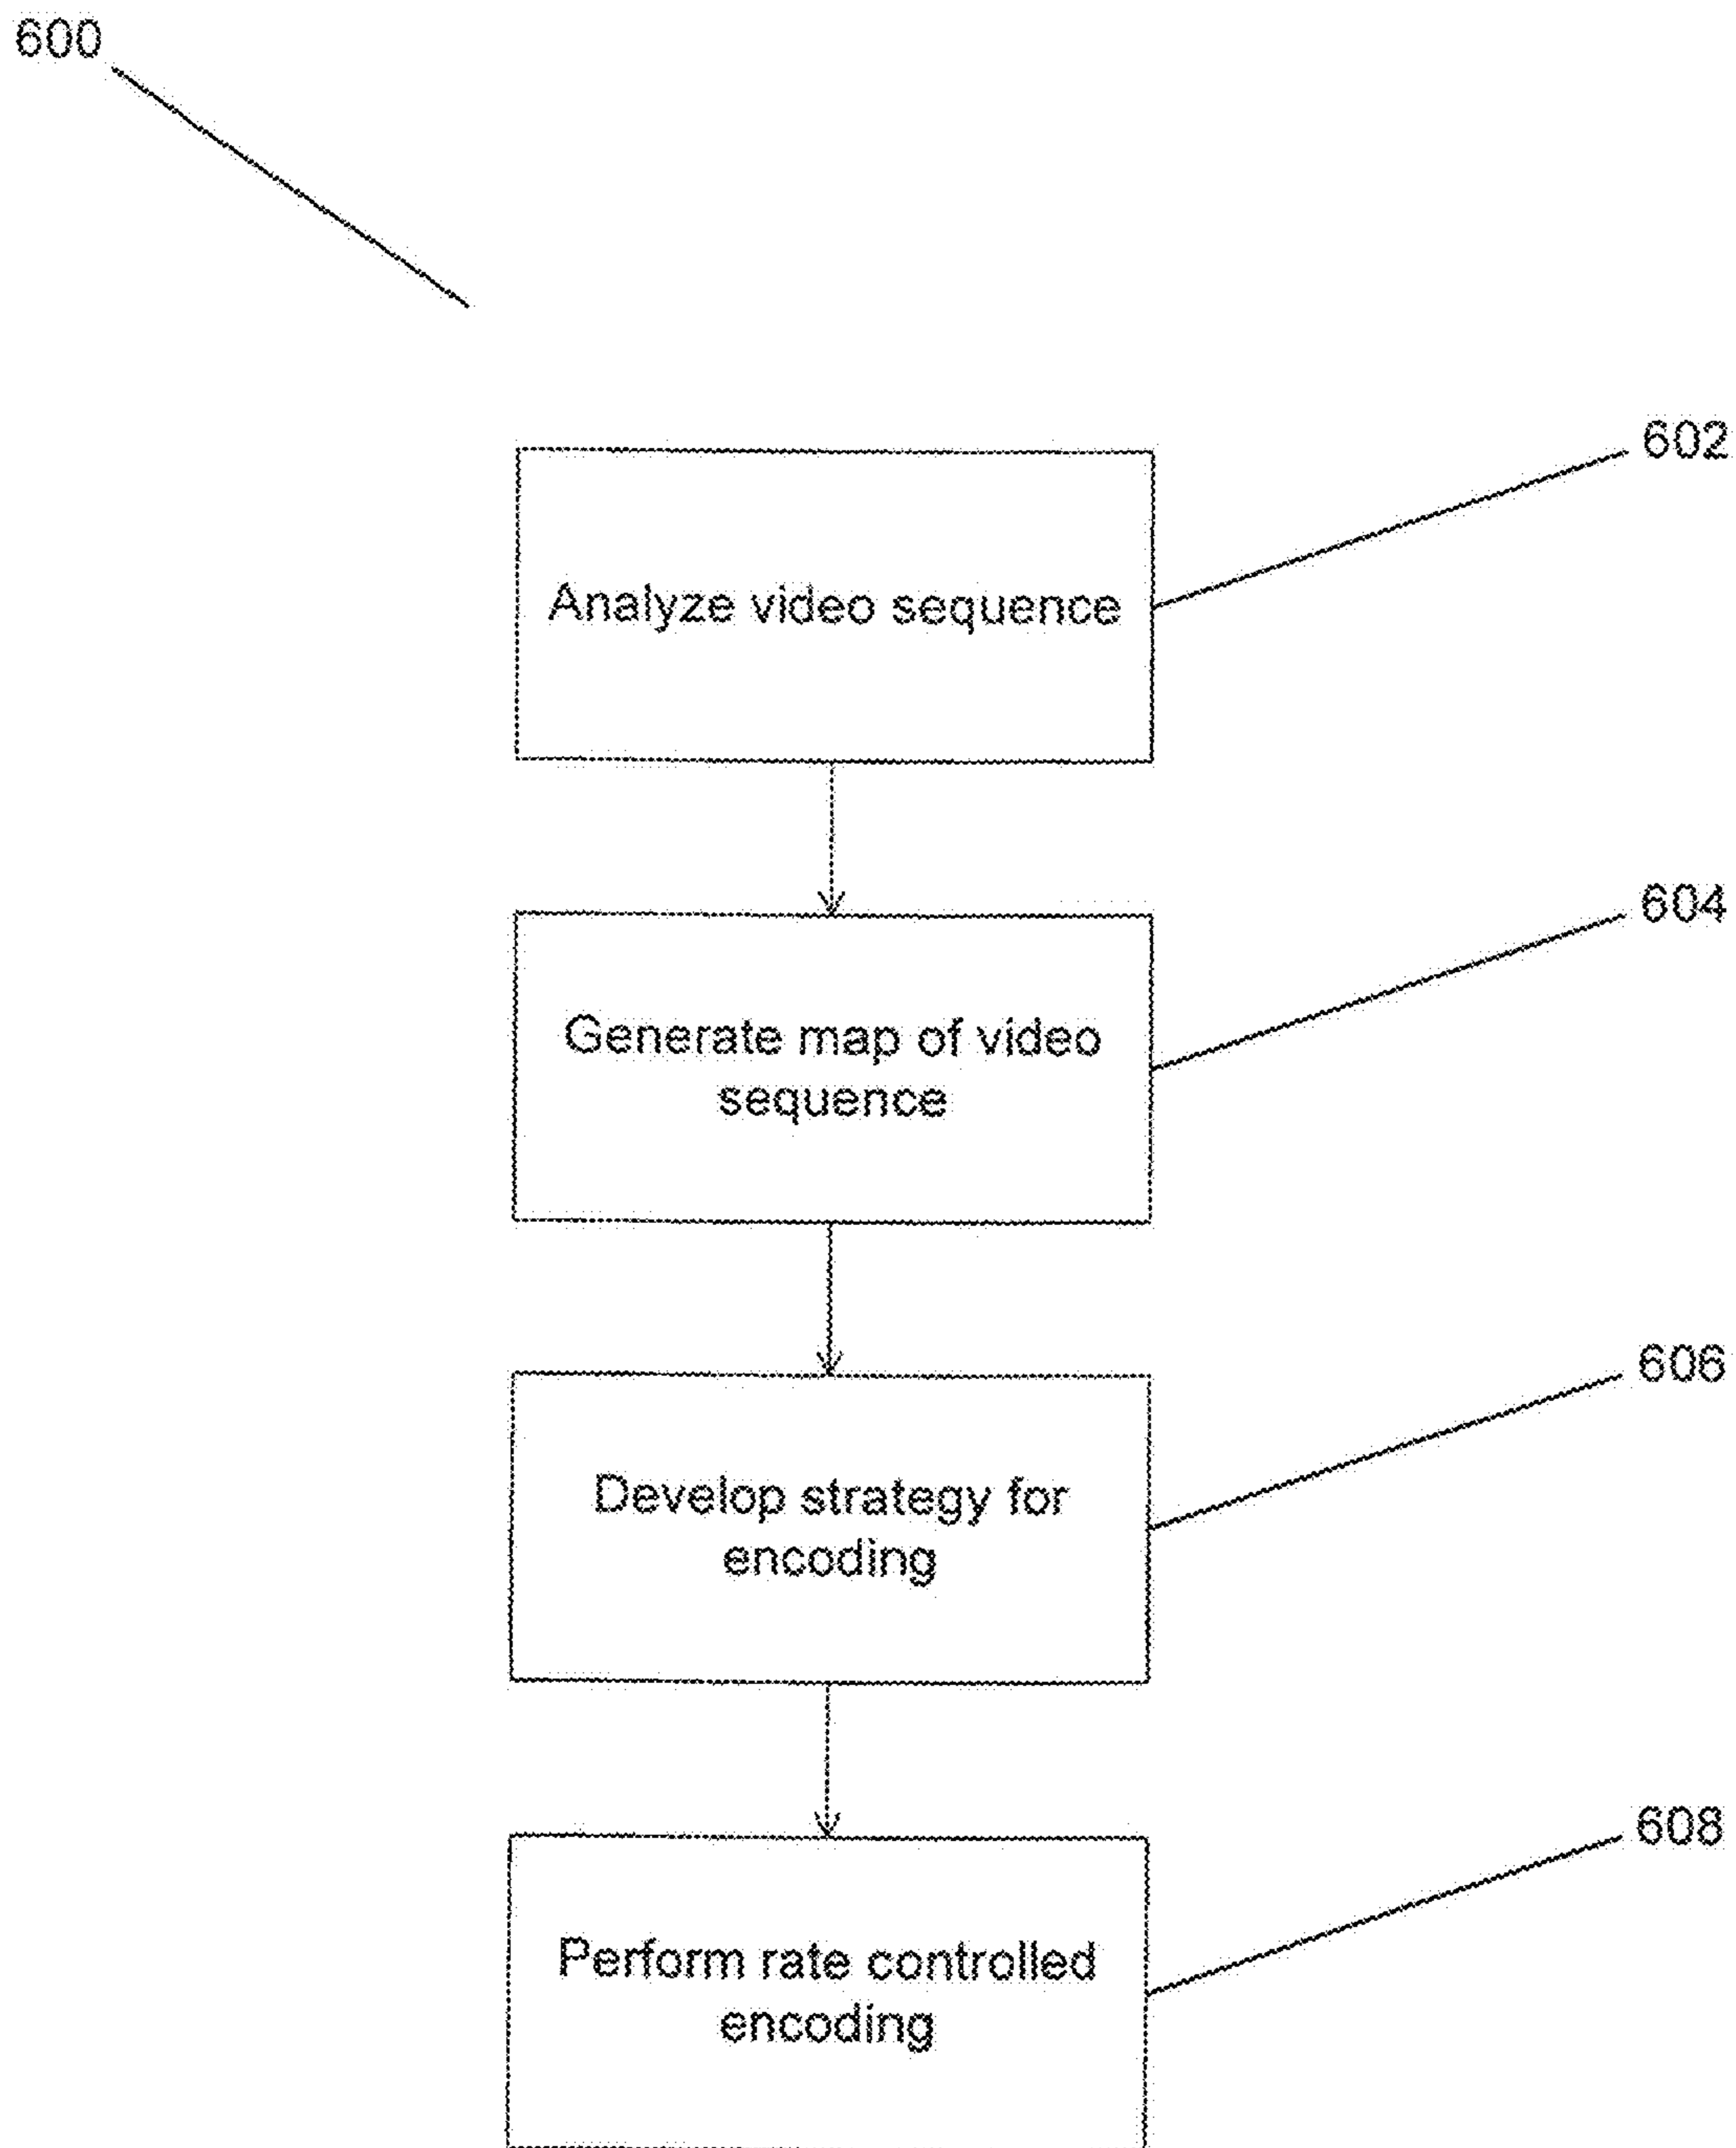 600
602
Analyze video sequence
604
Generate map of video
sequence
606
Develop strategy for
encoding
608
Perform rate controlled
encoding